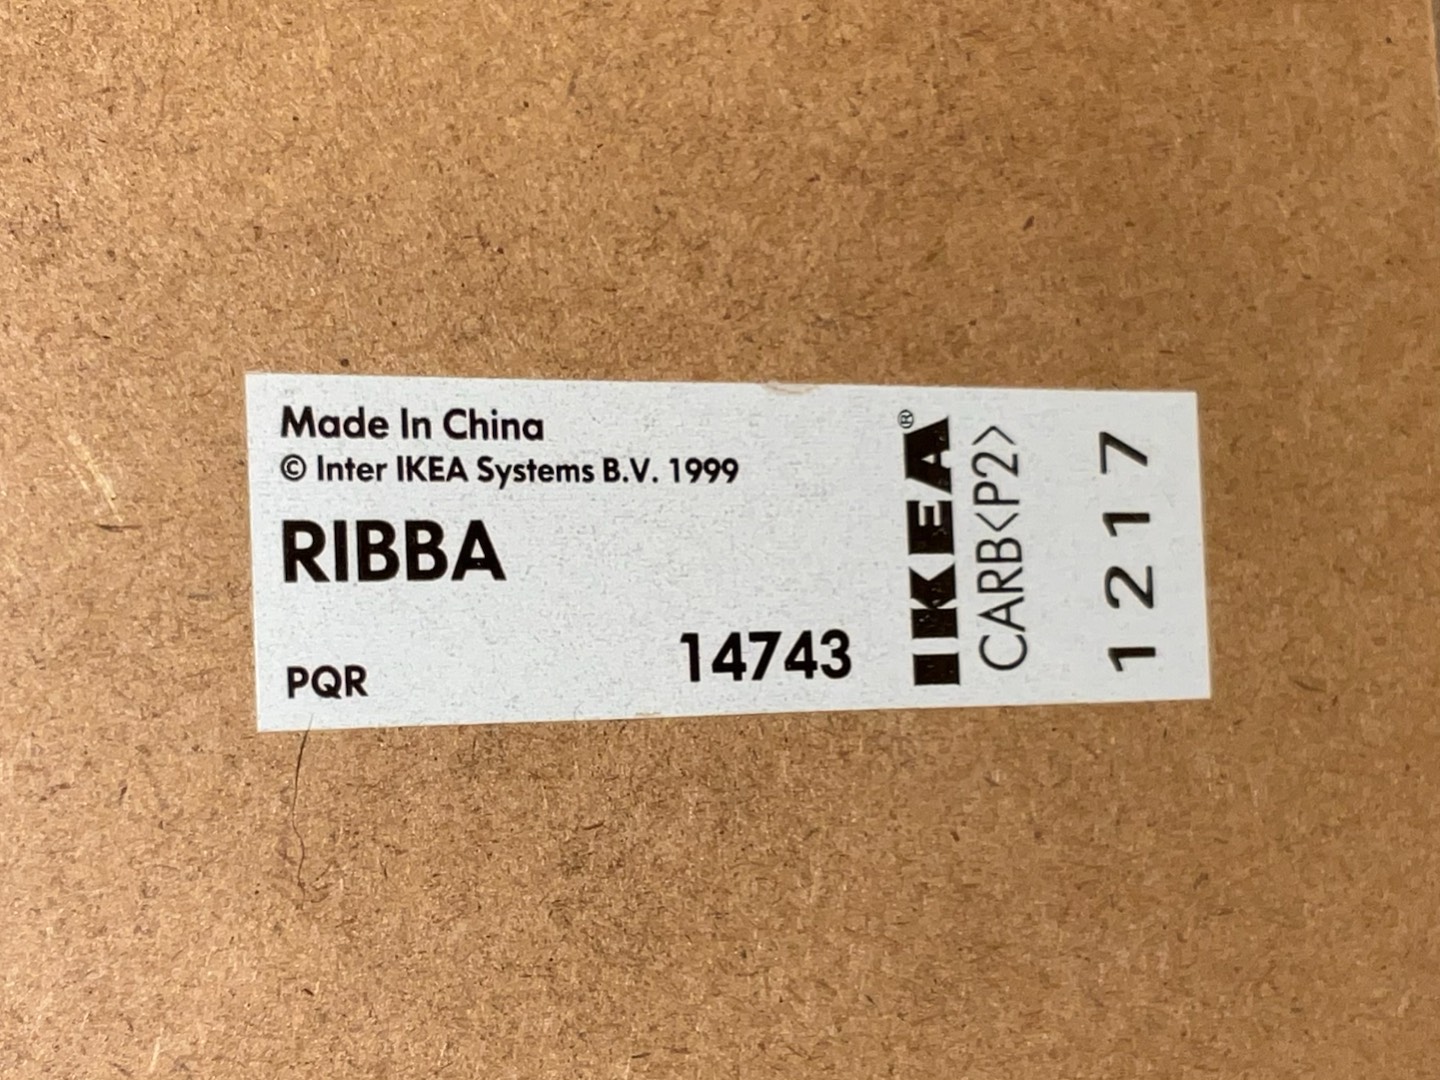 Made In China
© Inter IKEA Systems B.V. 1999
RIBBA
PQR 14743
IKEA®
CARB<P2>
1217